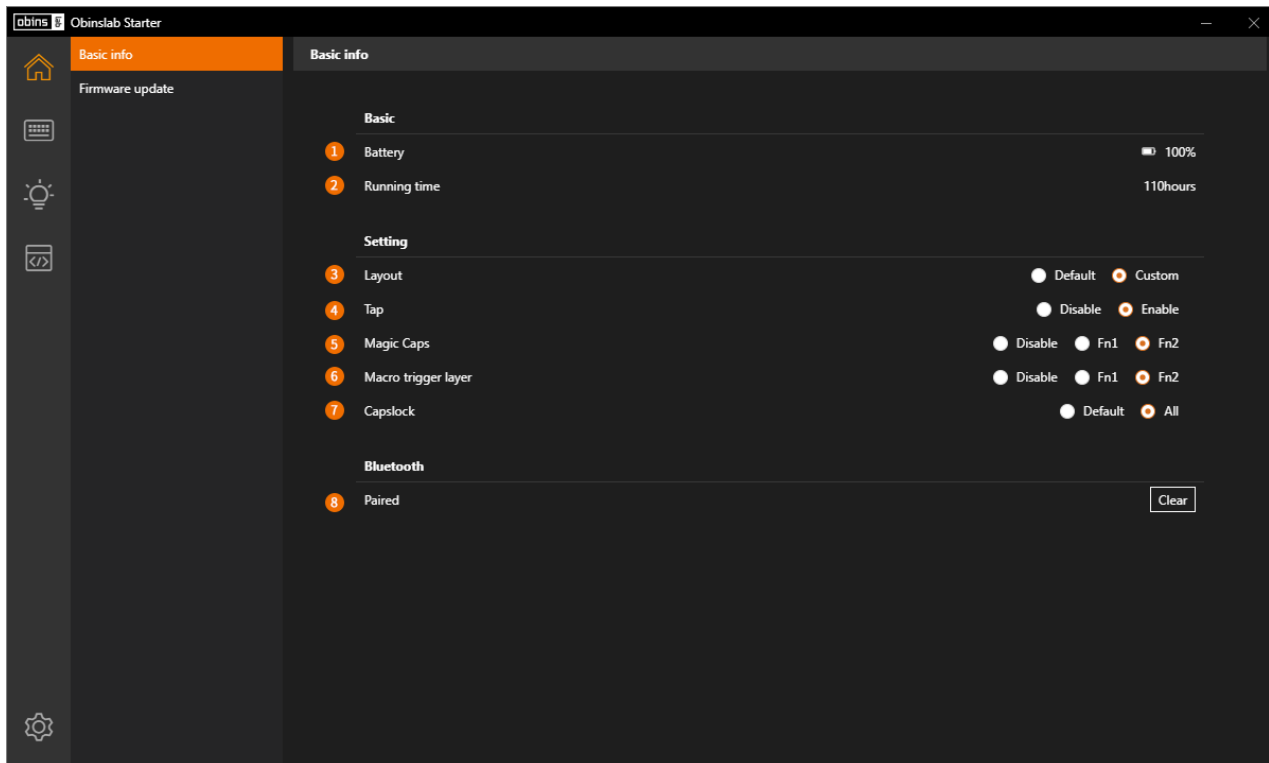 obins lab Obinslab Starter
Basic info
Firmware update
Basic info
Basic
1 Battery 100%
2 Running time 110hours
Setting
3 Layout Default Custom
4 Tap Disable Enable
5 Magic Caps Disable Fn1 Fn2
6 Macro trigger layer Disable Fn1 Fn2
7 Capslock Default All
Bluetooth
8 Paired Clear